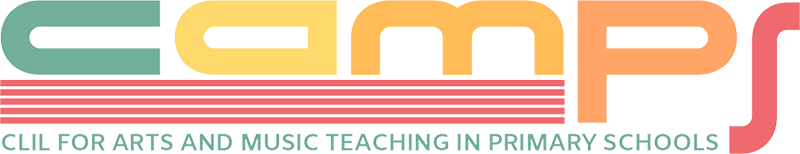 camps
CLIL FOR ARTS AND MUSIC TEACHING IN PRIMARY SCHOOLS